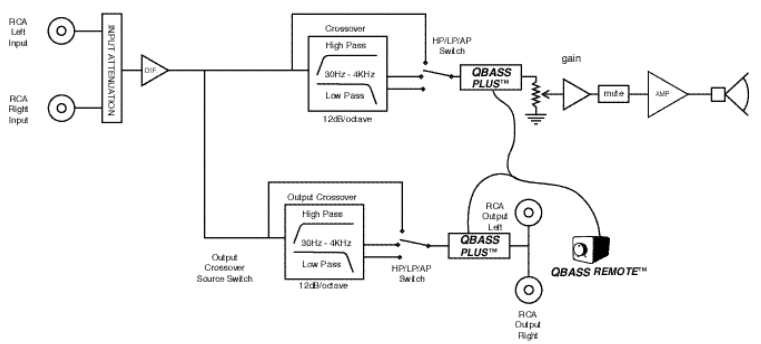 RCA
Left
Input
RCA
Right
Input
INPUT ATTENUATION
DIF.
Crossover
High Pass
30Hz - 4KHz
Low Pass
12dB/octave
HP/LP/AP
Switch
QBASS
PLUS™
gain
mute
AMP
Output
Crossover
Source Switch
Output Crossover
High Pass
30Hz - 4KHz
Low Pass
12dB/octave
HP/LP/AP
Switch
QBASS
PLUS™
RCA
Output
Left
RCA
Output
Right
QBASS REMOTE™